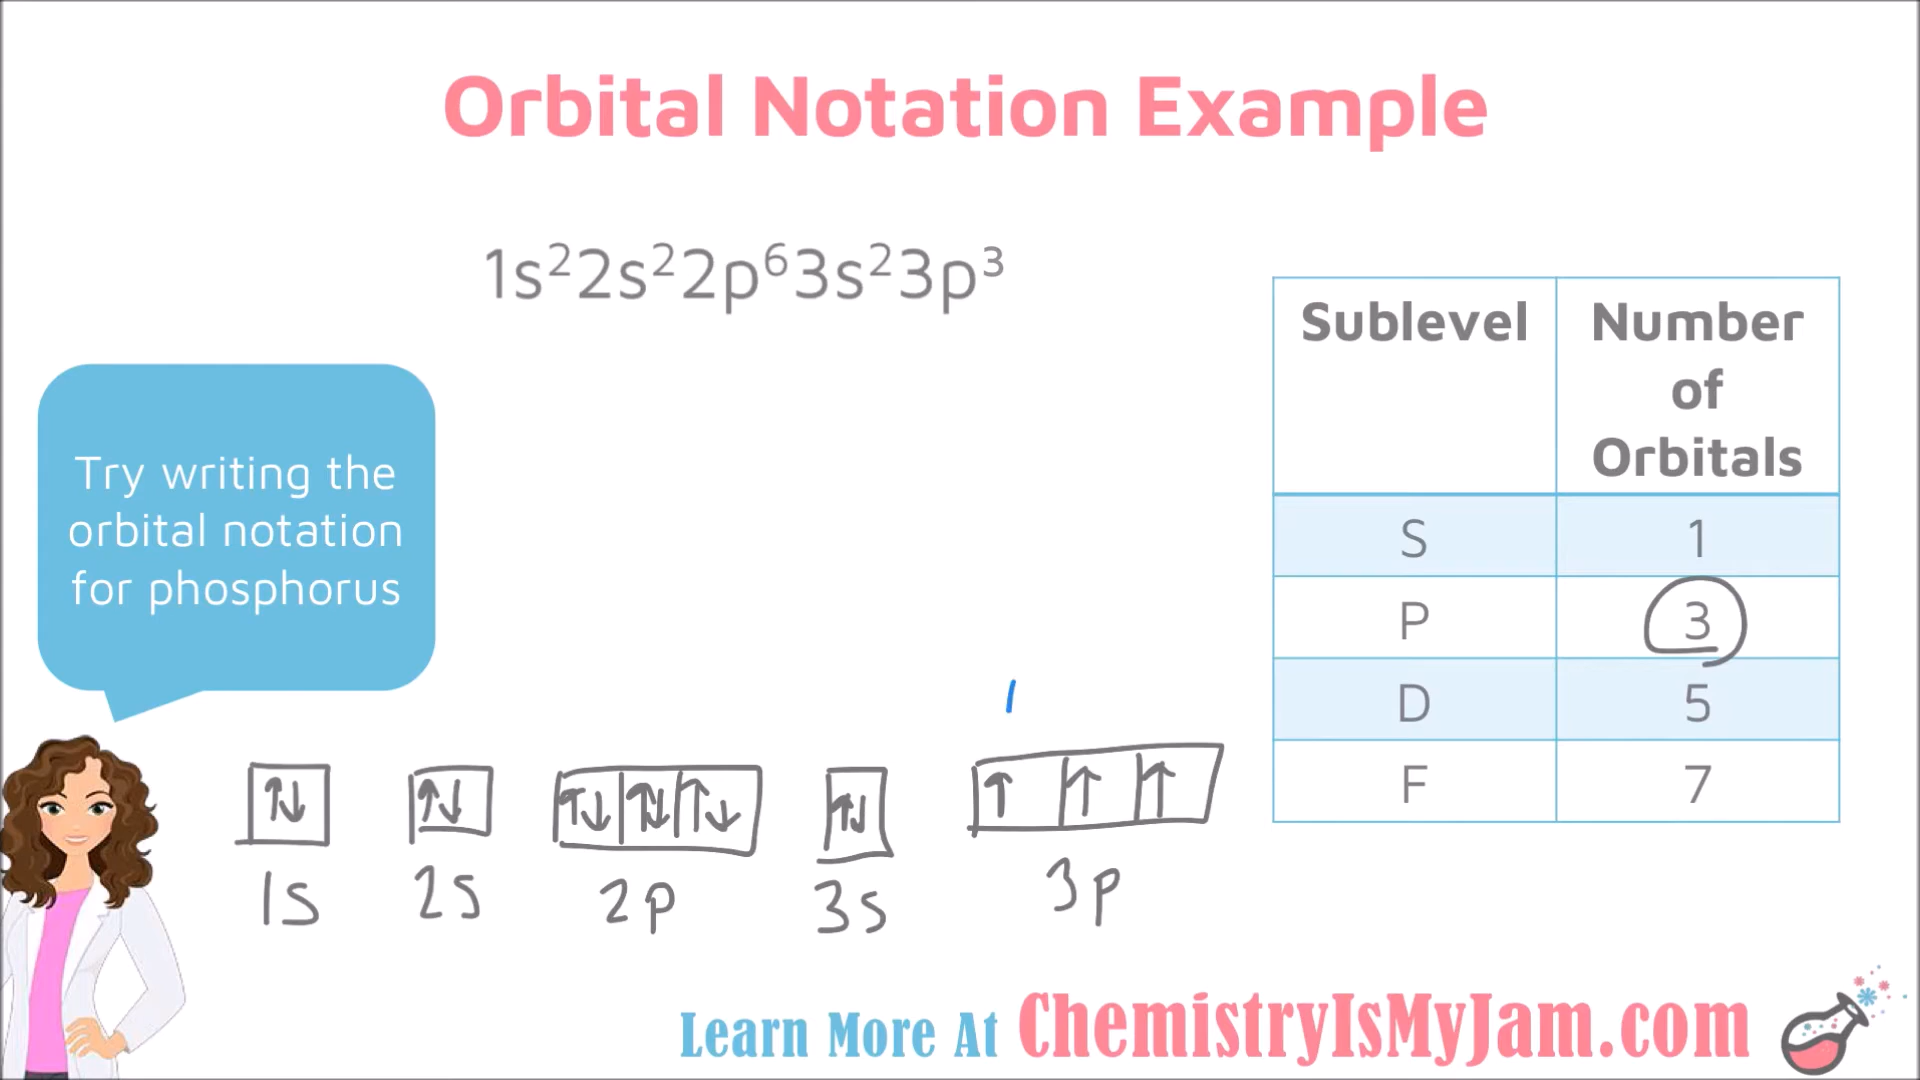 Orbital Notation Example
1s²2s²2p⁶3s²3p³
Try writing the
orbital notation
for phosphorus
Sublevel Number
of
Orbitals
S 1
P 3
D 5
F 7
↑↓ ↑↓ ↑↓ ↑↓ ↑↓ ↑↓ ↑ ↑ ↑
1s 2s 2p 3s 3p
Learn More At ChemistryIsMyJam.com